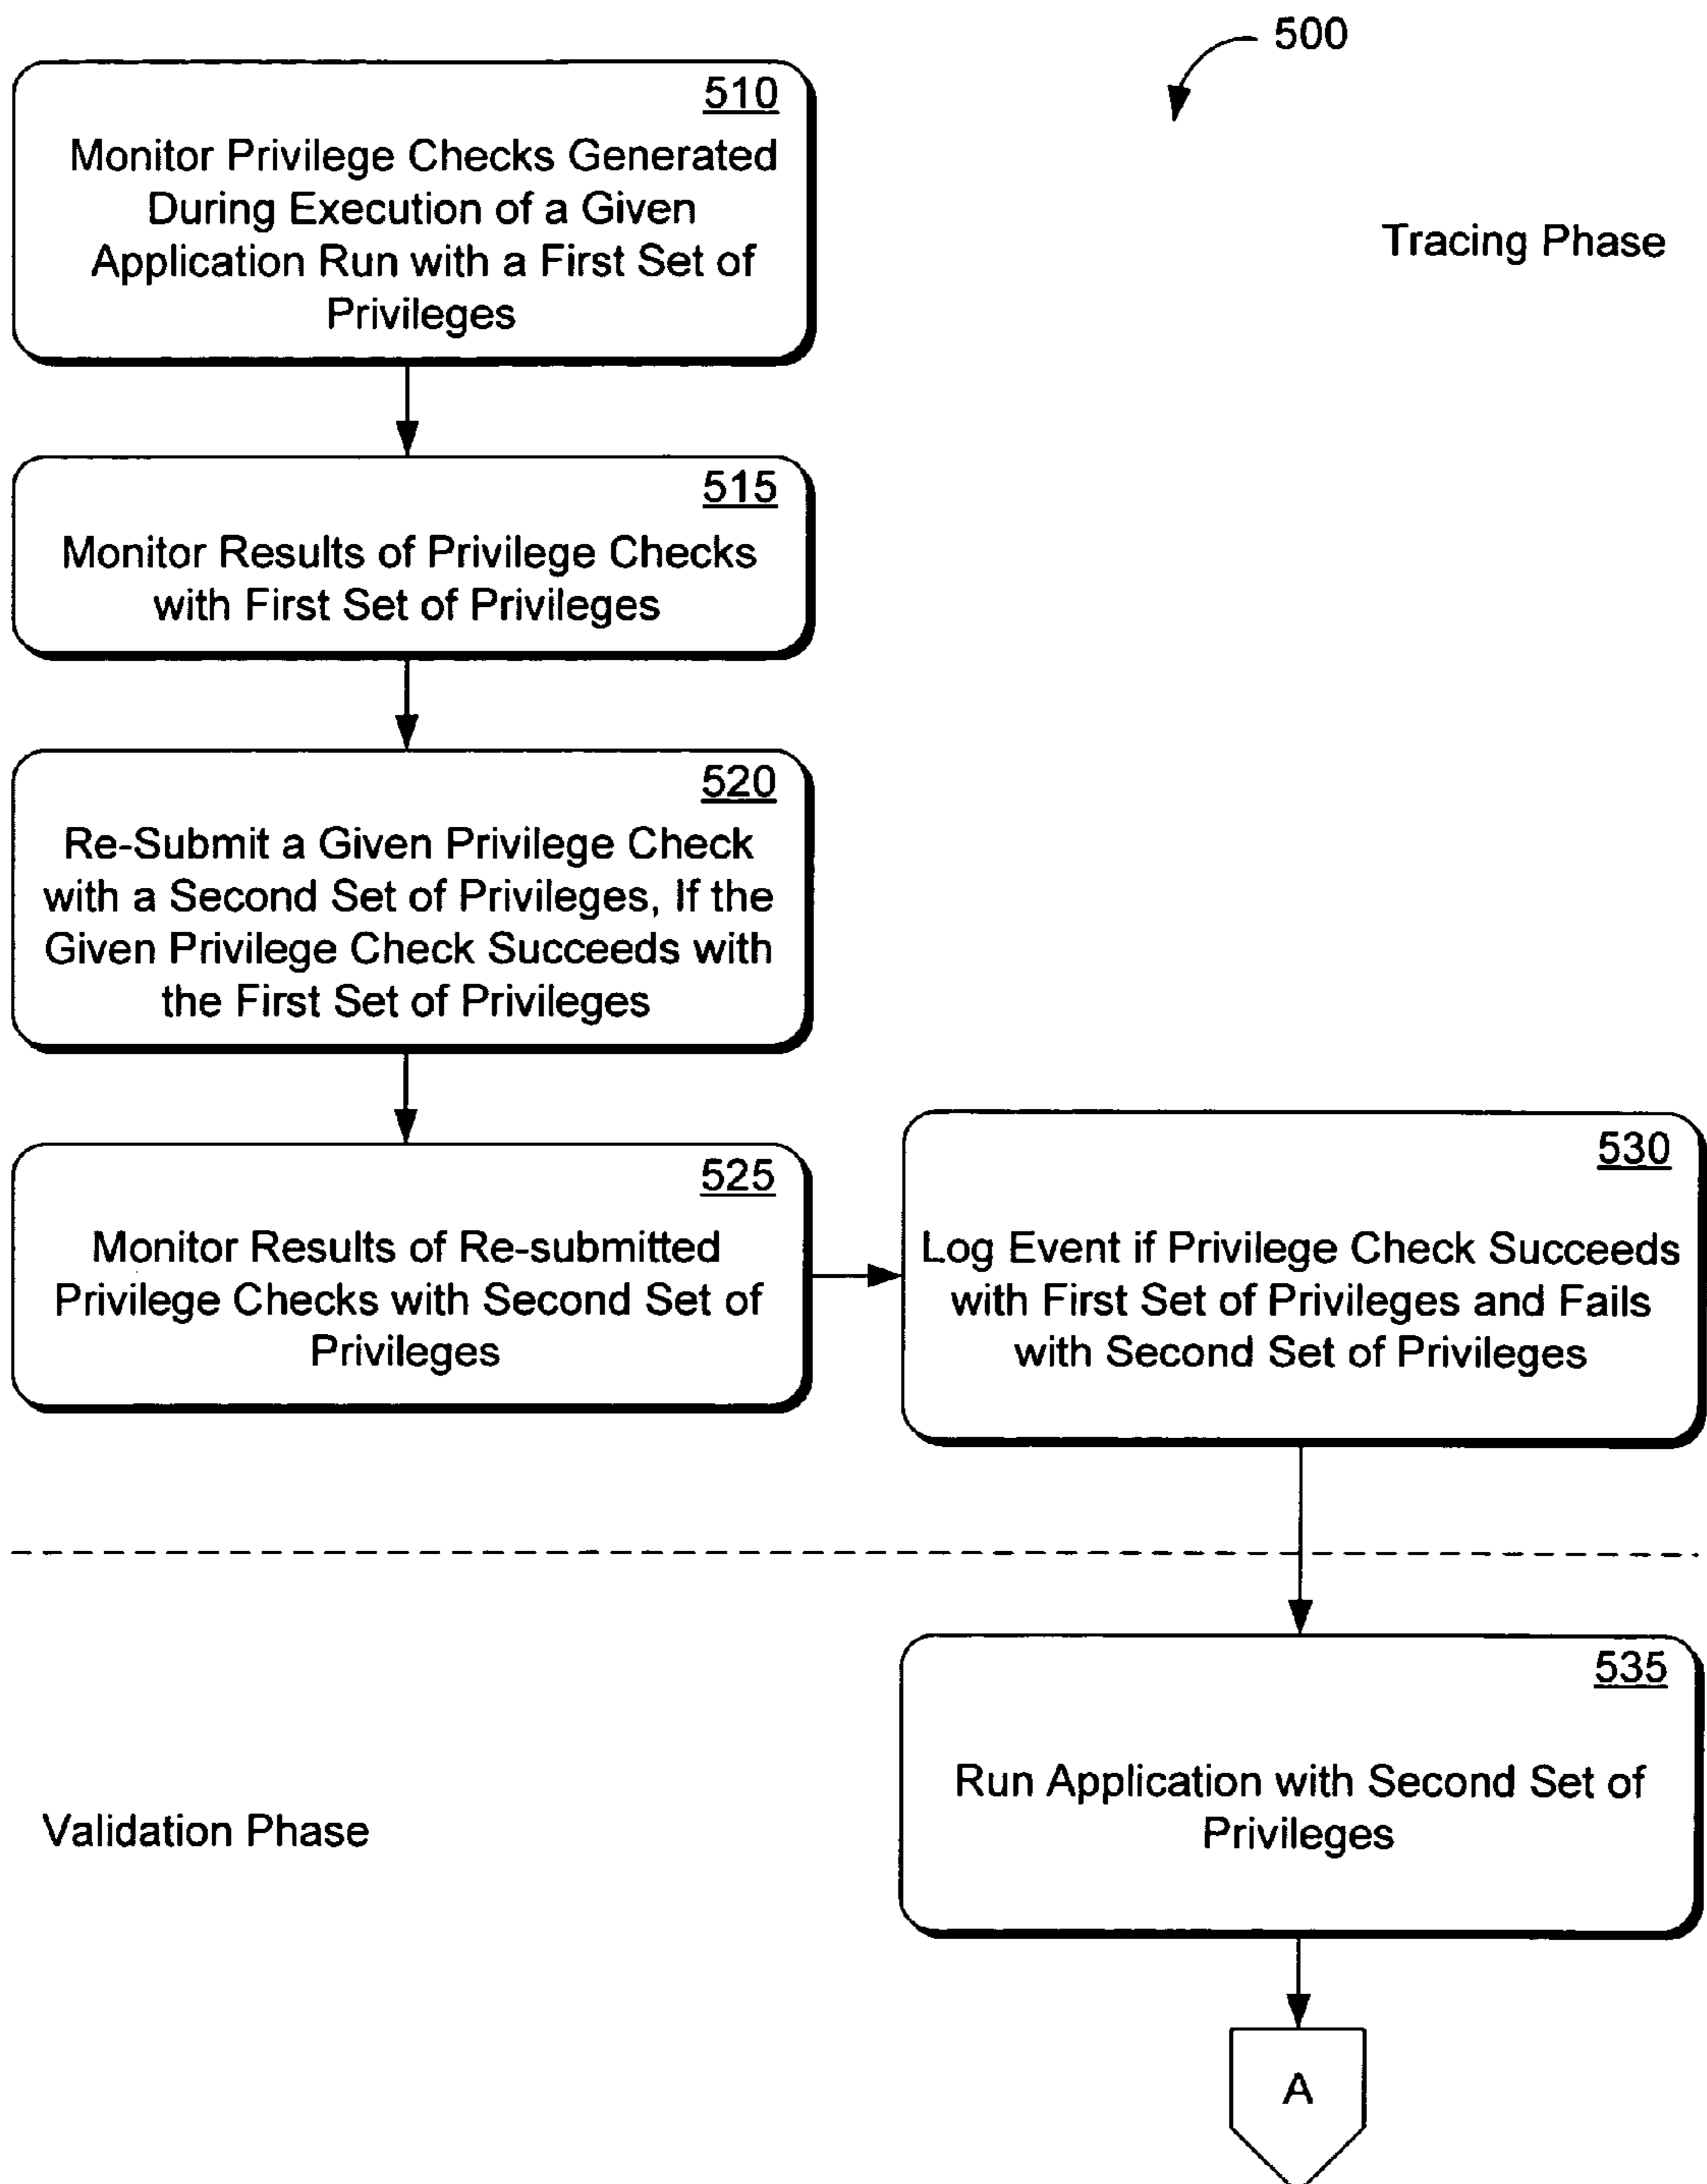 500
510
Monitor Privilege Checks Generated
During Execution of a Given
Application Run with a First Set of
Privileges
Tracing Phase
515
Monitor Results of Privilege Checks
with First Set of Privileges
520
Re-Submit a Given Privilege Check
with a Second Set of Privileges, If the
Given Privilege Check Succeeds with
the First Set of Privileges
525
Monitor Results of Re-submitted
Privilege Checks with Second Set of
Privileges
530
Log Event if Privilege Check Succeeds
with First Set of Privileges and Fails
with Second Set of Privileges
535
Run Application with Second Set of
Privileges
Validation Phase
A